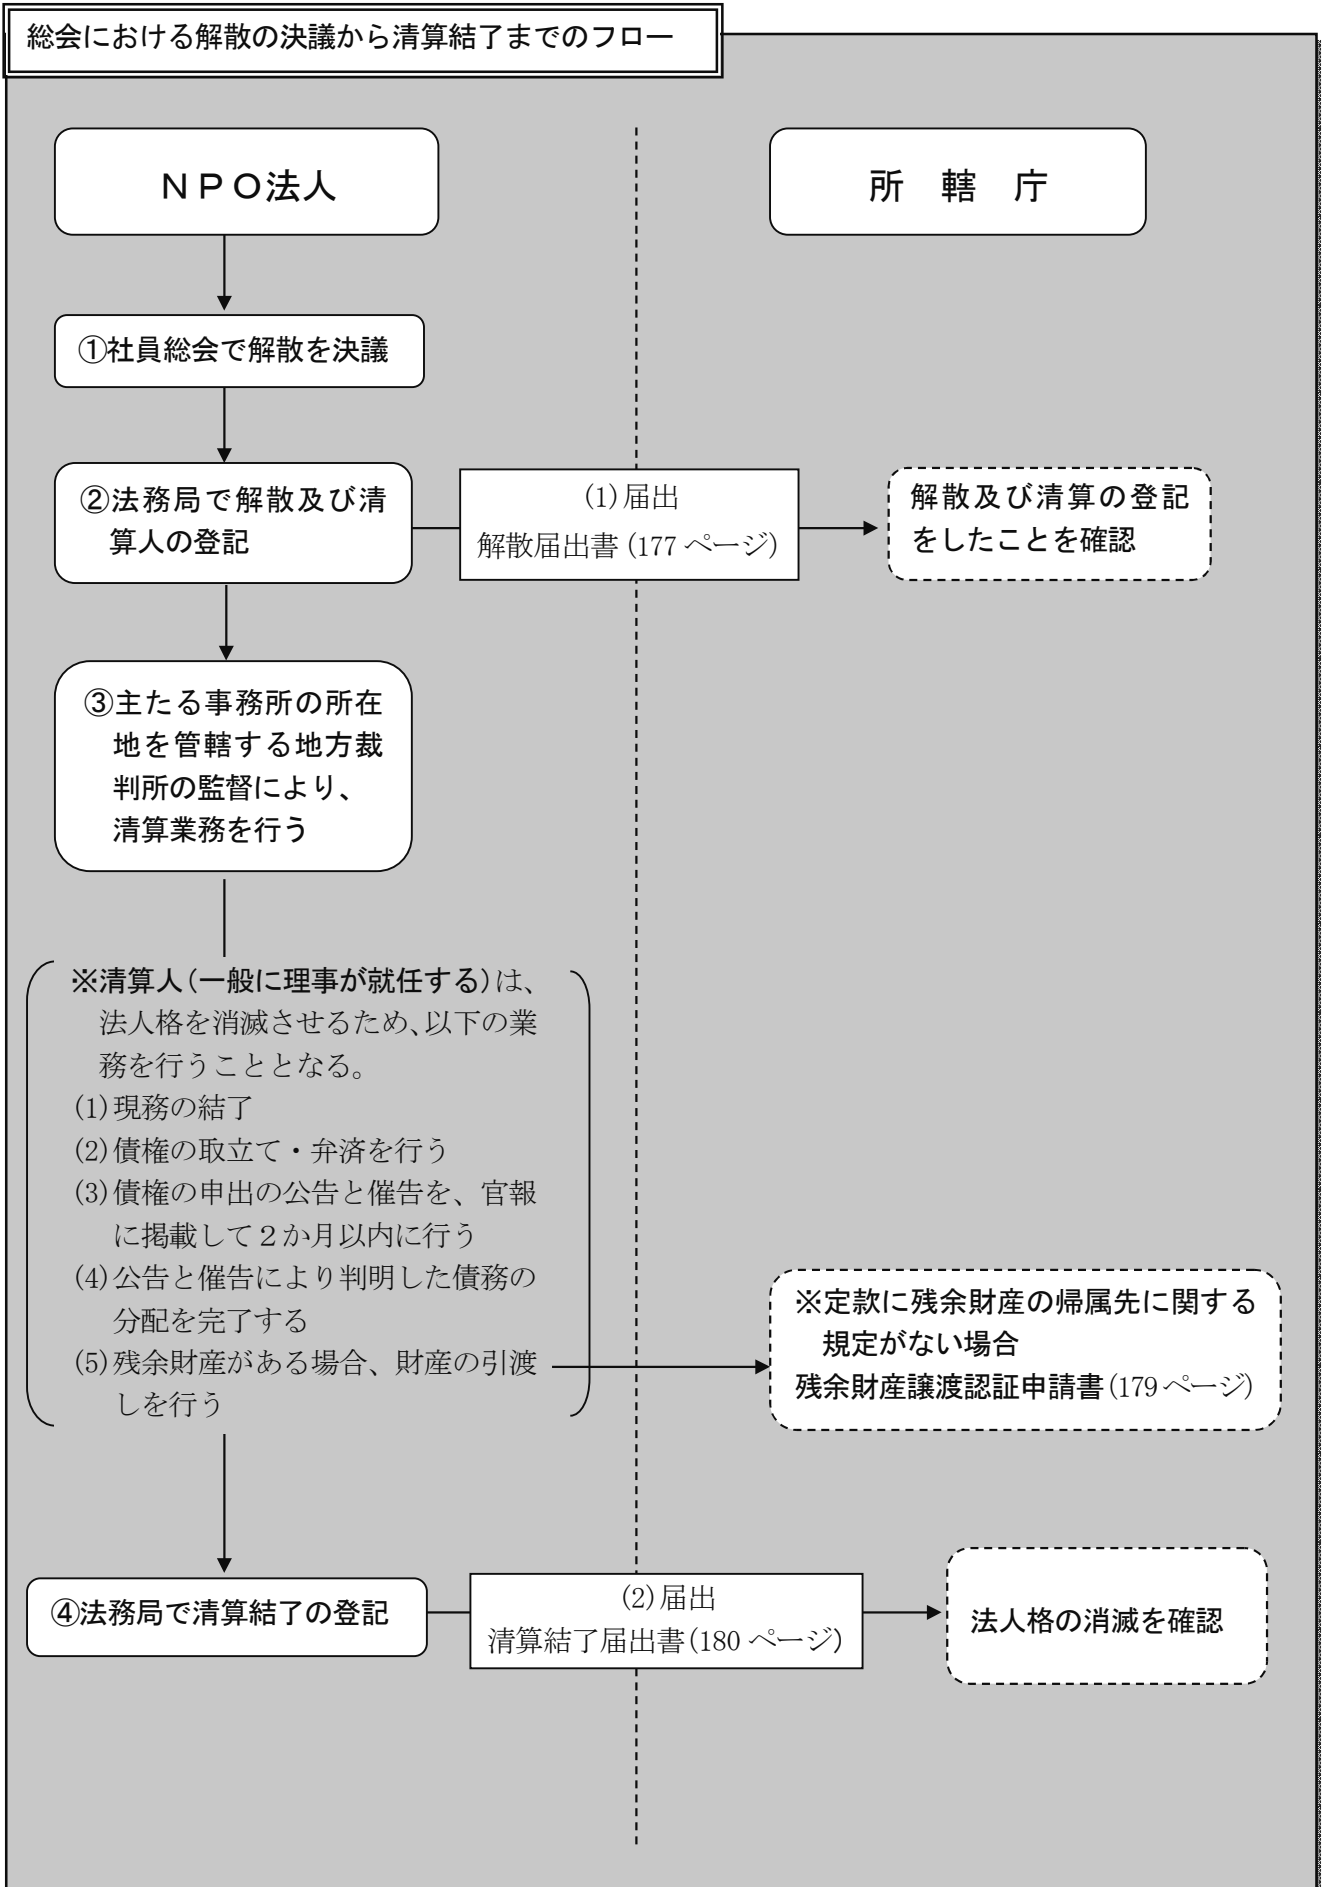 総会における解散の決議から清算結了までのフロー
ＮＰＯ法人
所　轄　庁
①社員総会で解散を決議
②法務局で解散及び清
算人の登記
(1)届出
解散届出書(177 ページ)
解散及び清算の登記
をしたことを確認
③主たる事務所の所在
地を管轄する地方裁
判所の監督により、
清算業務を行う
※清算人(一般に理事が就任する)は、
法人格を消滅させるため、以下の業
務を行うこととなる。
(1)現務の結了
(2)債権の取立て・弁済を行う
(3)債権の申出の公告と催告を、官報
に掲載して２か月以内に行う
(4)公告と催告により判明した債務の
分配を完了する
(5)残余財産がある場合、財産の引渡
しを行う
※定款に残余財産の帰属先に関する
規定がない場合
残余財産譲渡認証申請書(179 ページ)
④法務局で清算結了の登記
(2)届出
清算結了届出書(180 ページ)
法人格の消滅を確認